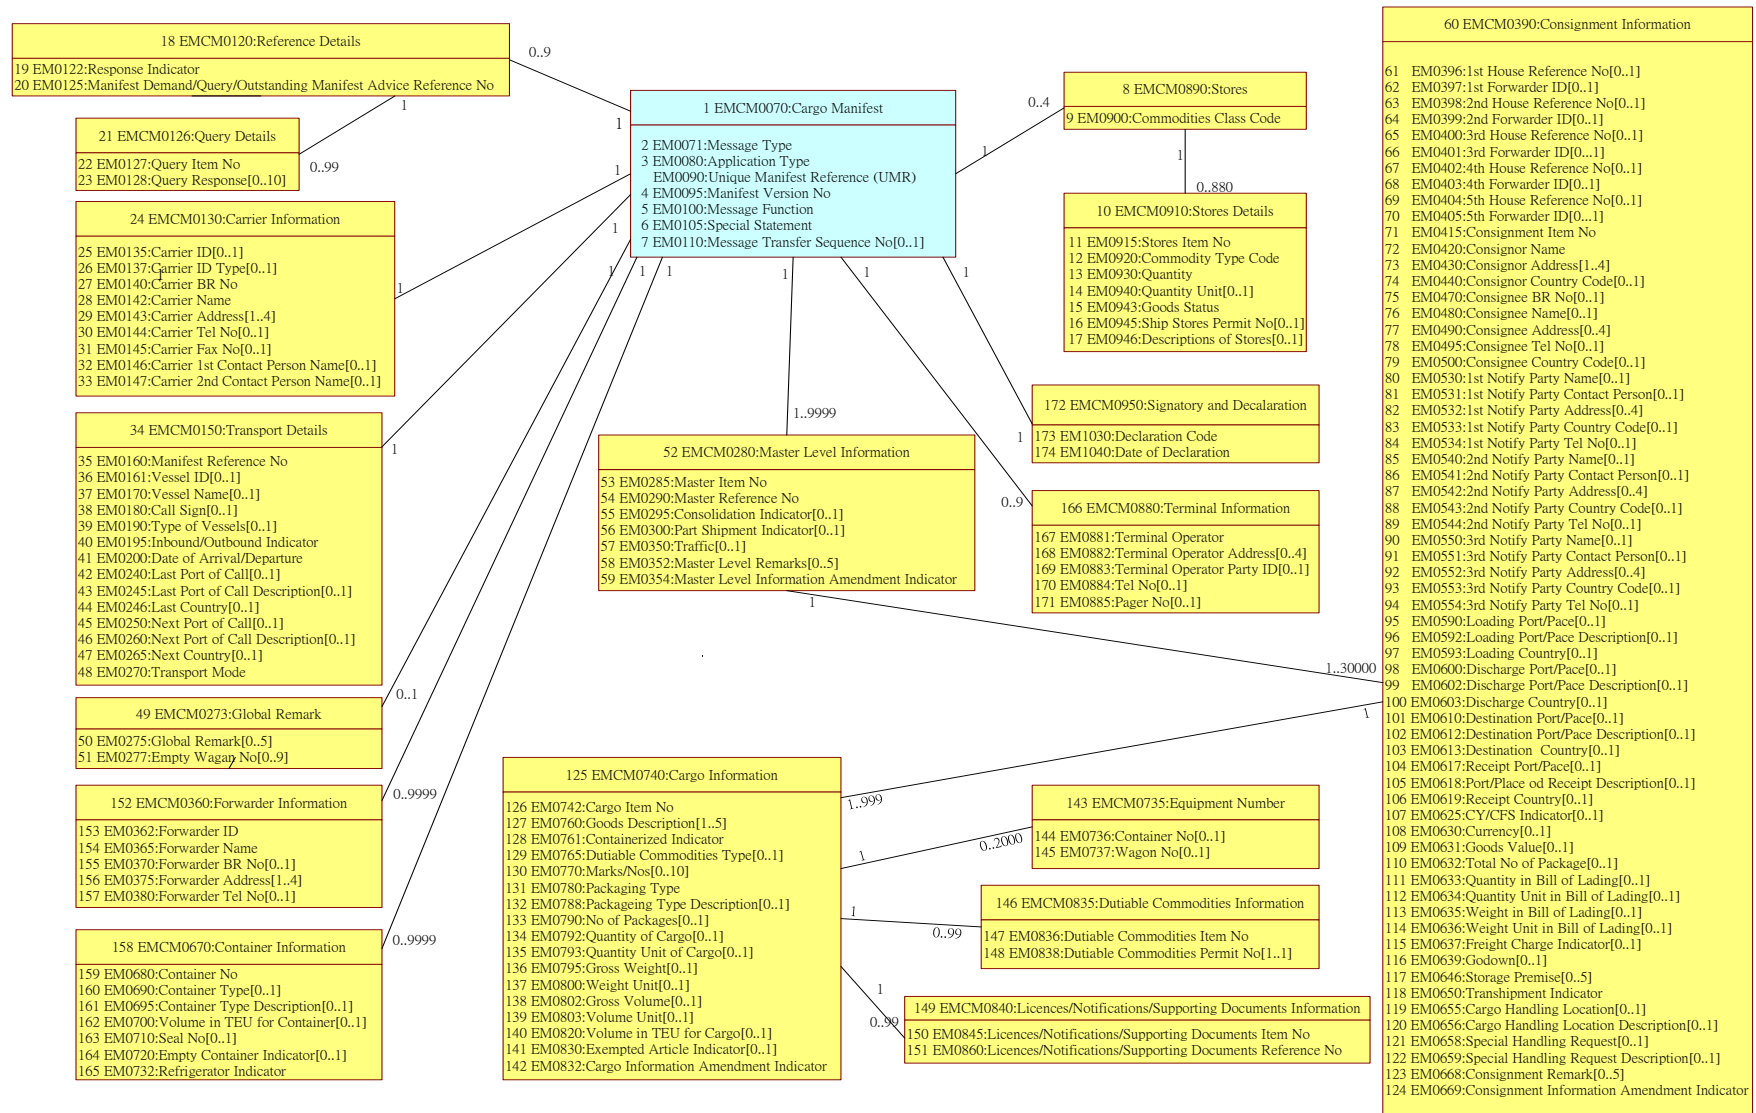 18 EMCM0120:Reference Details
19 EM0122:Response Indicator
20 EM0125:Manifest Demand/Query/Outstanding Manifest Advice Reference No
0..9
1
1
21 EMCM0126:Query Details
22 EM0127:Query Item No
23 EM0128:Query Response[0..10]
0..99
24 EMCM0130:Carrier Information
25 EM0135:Carrier ID[0..1]
26 EM0137:Carrier ID Type[0..1]
1
27 EM0140:Carrier BR No
28 EM0142:Carrier Name
29 EM0143:Carrier Address[1..4]
30 EM0144:Carrier Tel No[0..1]
31 EM0145:Carrier Fax No[0..1]
32 EM0146:Carrier 1st Contact Person Name[0..1]
33 EM0147:Carrier 2nd Contact Person Name[0..1]
1
1
34 EMCM0150:Transport Details
35 EM0160:Manifest Reference No
36 EM0161:Vessel ID[0..1]
37 EM0170:Vessel Name[0..1]
38 EM0180:Call Sign[0..1]
39 EM0190:Type of Vessels[0..1]
40 EM0195:Inbound/Outbound Indicator
41 EM0200:Date of Arrival/Departure
42 EM0240:Last Port of Call[0..1]
43 EM0245:Last Port of Call Description[0..1]
44 EM0246:Last Country[0..1]
45 EM0250:Next Port of Call[0..1]
46 EM0260:Next Port of Call Description[0..1]
47 EM0265:Next Country[0..1]
48 EM0270:Transport Mode
1
1
49 EMCM0273:Global Remark
50 EM0275:Global Remark[0..5]
51 EM0277:Empty Wagan No[0..9]
0..1
1
152 EMCM0360:Forwarder Information
153 EM0362:Forwarder ID
154 EM0365:Forwarder Name
155 EM0370:Forwarder BR No[0..1]
156 EM0375:Forwarder Address[1..4]
157 EM0380:Forwarder Tel No[0..1]
0..9999
1
158 EMCM0670:Container Information
159 EM0680:Container No
160 EM0690:Container Type[0..1]
161 EM0695:Container Type Description[0..1]
162 EM0700:Volume in TEU for Container[0..1]
163 EM0710:Seal No[0..1]
164 EM0720:Empty Container Indicator[0..1]
165 EM0732:Refrigerator Indicator
0..9999
1
1 EMCM0070:Cargo Manifest
2 EM0071:Message Type
3 EM0080:Application Type
EM0090:Unique Manifest Reference (UMR)
4 EM0095:Manifest Version No
5 EM0100:Message Function
6 EM0105:Special Statement
7 EM0110:Message Transfer Sequence No[0..1]
1
1..9999
52 EMCM0280:Master Level Information
53 EM0285:Master Item No
54 EM0290:Master Reference No
55 EM0295:Consolidation Indicator[0..1]
56 EM0300:Part Shipment Indicator[0..1]
57 EM0350:Traffic[0..1]
58 EM0352:Master Level Remarks[0..5]
59 EM0354:Master Level Information Amendment Indicator
1
1..30000
125 EMCM0740:Cargo Information
126 EM0742:Cargo Item No
127 EM0760:Goods Description[1..5]
128 EM0761:Containerized Indicator
129 EM0765:Dutiable Commodities Type[0..1]
130 EM0770:Marks/Nos[0..10]
131 EM0780:Packaging Type
132 EM0788:Packageing Type Description[0..1]
133 EM0790:No of Packages[0..1]
134 EM0792:Quantity of Cargo[0..1]
135 EM0793:Quantity Unit of Cargo[0..1]
136 EM0795:Gross Weight[0..1]
137 EM0800:Weight Unit[0..1]
138 EM0802:Gross Volume[0..1]
139 EM0803:Volume Unit[0..1]
140 EM0820:Volume in TEU for Cargo[0..1]
141 EM0830:Exempted Article Indicator[0..1]
142 EM0832:Cargo Information Amendment Indicator
1..999
1
8 EMCM0890:Stores
9 EM0900:Commodities Class Code
0..4
1
1
0..880
10 EMCM0910:Stores Details
11 EM0915:Stores Item No
12 EM0920:Commodity Type Code
13 EM0930:Quantity
14 EM0940:Quantity Unit[0..1]
15 EM0943:Goods Status
16 EM0945:Ship Stores Permit No[0..1]
17 EM0946:Descriptions of Stores[0..1]
172 EMCM0950:Signatory and Decalaration
173 EM1030:Declaration Code
174 EM1040:Date of Declaration
1
1
166 EMCM0880:Terminal Information
167 EM0881:Terminal Operator
168 EM0882:Terminal Operator Address[0..4]
169 EM0883:Terminal Operator Party ID[0..1]
170 EM0884:Tel No[0..1]
171 EM0885:Pager No[0..1]
1
0..9
143 EMCM0735:Equipment Number
144 EM0736:Container No[0..1]
145 EM0737:Wagon No[0..1]
1
0..2000
146 EMCM0835:Dutiable Commodities Information
147 EM0836:Dutiable Commodities Item No
148 EM0838:Dutiable Commodities Permit No[1..1]
1
0..99
149 EMCM0840:Licences/Notifications/Supporting Documents Information
150 EM0845:Licences/Notifications/Supporting Documents Item No
151 EM0860:Licences/Notifications/Supporting Documents Reference No
1
0..99
60 EMCM0390:Consignment Information
61 EM0396:1st House Reference No[0..1]
62 EM0397:1st Forwarder ID[0..1]
63 EM0398:2nd House Reference No[0..1]
64 EM0399:2nd Forwarder ID[0..1]
65 EM0400:3rd House Reference No[0..1]
66 EM0401:3rd Forwarder ID[0...1]
67 EM0402:4th House Reference No[0..1]
68 EM0403:4th Forwarder ID[0..1]
69 EM0404:5th House Reference No[0..1]
70 EM0405:5th Forwarder ID[0..1]
71 EM0415:Consignment Item No
72 EM0420:Consignor Name
73 EM0430:Consignor Address[1..4]
74 EM0440:Consignor Country Code[0..1]
75 EM0470:Consignee BR No[0..1]
76 EM0480:Consignee Name[0..1]
77 EM0490:Consignee Address[0..4]
78 EM0495:Consignee Tel No[0..1]
79 EM0500:Consignee Country Code[0..1]
80 EM0530:1st Notify Party Name[0..1]
81 EM0531:1st Notify Party Contact Person[0..1]
82 EM0532:1st Notify Party Address[0..4]
83 EM0533:1st Notify Party Country Code[0..1]
84 EM0534:1st Notify Party Tel No[0..1]
85 EM0540:2nd Notify Party Name[0..1]
86 EM0541:2nd Notify Party Contact Person[0..1]
87 EM0542:2nd Notify Party Address[0..4]
88 EM0543:2nd Notify Party Country Code[0..1]
89 EM0544:2nd Notify Party Tel No[0..1]
90 EM0550:3rd Notify Party Name[0..1]
91 EM0551:3rd Notify Party Contact Person[0..1]
92 EM0552:3rd Notify Party Address[0..4]
93 EM0553:3rd Notify Party Country Code[0..1]
94 EM0554:3rd Notify Party Tel No[0..1]
95 EM0590:Loading Port/Pace[0..1]
96 EM0592:Loading Port/Pace Description[0..1]
97 EM0593:Loading Country[0..1]
98 EM0600:Discharge Port/Pace[0..1]
99 EM0602:Discharge Port/Pace Description[0..1]
100 EM0603:Discharge Country[0..1]
101 EM0610:Destination Port/Pace[0..1]
102 EM0612:Destination Port/Pace Description[0..1]
103 EM0613:Destination Country[0..1]
104 EM0617:Receipt Port/Pace[0..1]
105 EM0618:Port/Place od Receipt Description[0..1]
106 EM0619:Receipt Country[0..1]
107 EM0625:CY/CFS Indicator[0..1]
108 EM0630:Currency[0..1]
109 EM0631:Goods Value[0..1]
110 EM0632:Total No of Package[0..1]
111 EM0633:Quantity in Bill of Lading[0..1]
112 EM0634:Quantity Unit in Bill of Lading[0..1]
113 EM0635:Weight in Bill of Lading[0..1]
114 EM0636:Weight Unit in Bill of Lading[0..1]
115 EM0637:Freight Charge Indicator[0..1]
116 EM0639:Godown[0..1]
117 EM0646:Storage Premise[0..5]
118 EM0650:Transhipment Indicator
119 EM0655:Cargo Handling Location[0..1]
120 EM0656:Cargo Handling Location Description[0..1]
121 EM0658:Special Handling Request[0..1]
122 EM0659:Special Handling Request Description[0..1]
123 EM0668:Consignment Remark[0..5]
124 EM0669:Consignment Information Amendment Indicator